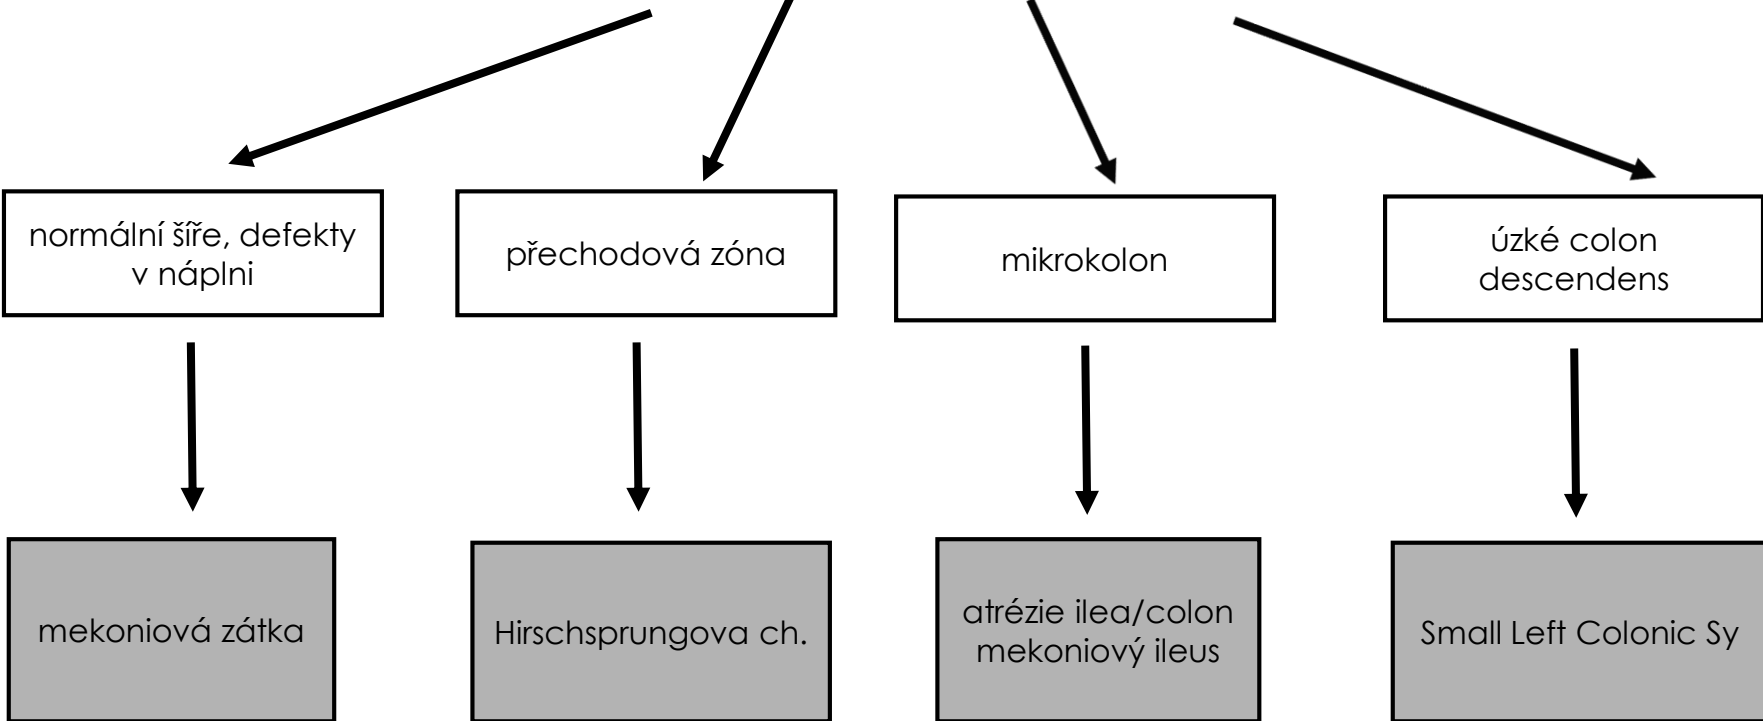 normální šíře, defekty
v náplni
přechodová zóna
mikrokolon
úzké colon
descendens
mekoniová zátka
Hirschsprungova ch.
atrézie ilea/colon
mekoniový ileus
Small Left Colonic Sy